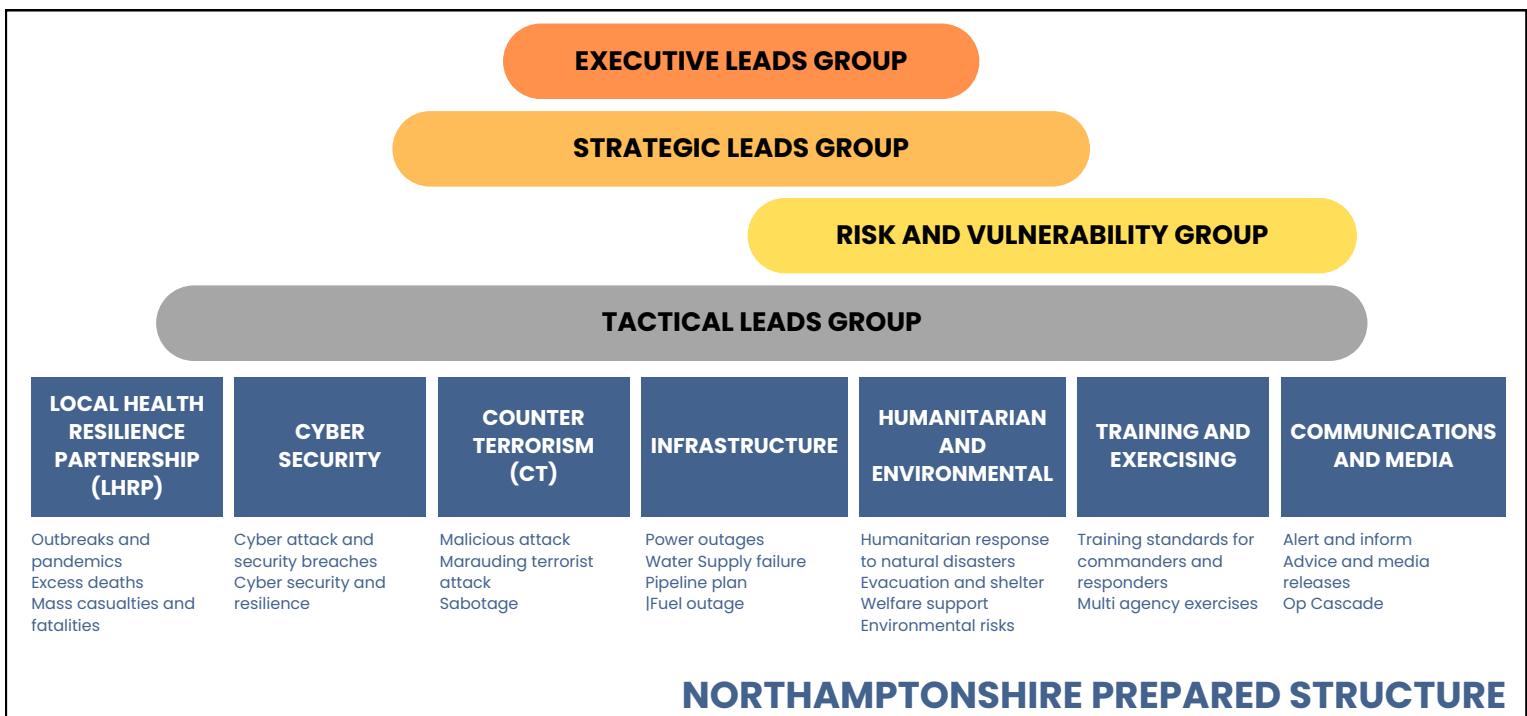 EXECUTIVE LEADS GROUP
STRATEGIC LEADS GROUP
RISK AND VULNERABILITY GROUP
TACTICAL LEADS GROUP
LOCAL HEALTH
RESILIENCE
PARTNERSHIP
(LHRP)
Outbreaks and
pandemics
Excess deaths
Mass casualties and
fatalities
CYBER
SECURITY
Cyber attack and
security breaches
Cyber security and
resilience
COUNTER
TERRORISM
(CT)
Malicious attack
Marauding terrorist
attack
Sabotage
INFRASTRUCTURE
Power outages
Water Supply failure
Pipeline plan
|Fuel outage
HUMANITARIAN
AND
ENVIRONMENTAL
Humanitarian response
to natural disasters
Evacuation and shelter
Welfare support
Environmental risks
TRAINING AND
EXERCISING
Training standards for
commanders and
responders
Multi agency exercises
COMMUNICATIONS
AND MEDIA
Alert and inform
Advice and media
releases
Op Cascade
NORTHAMPTONSHIRE PREPARED STRUCTURE